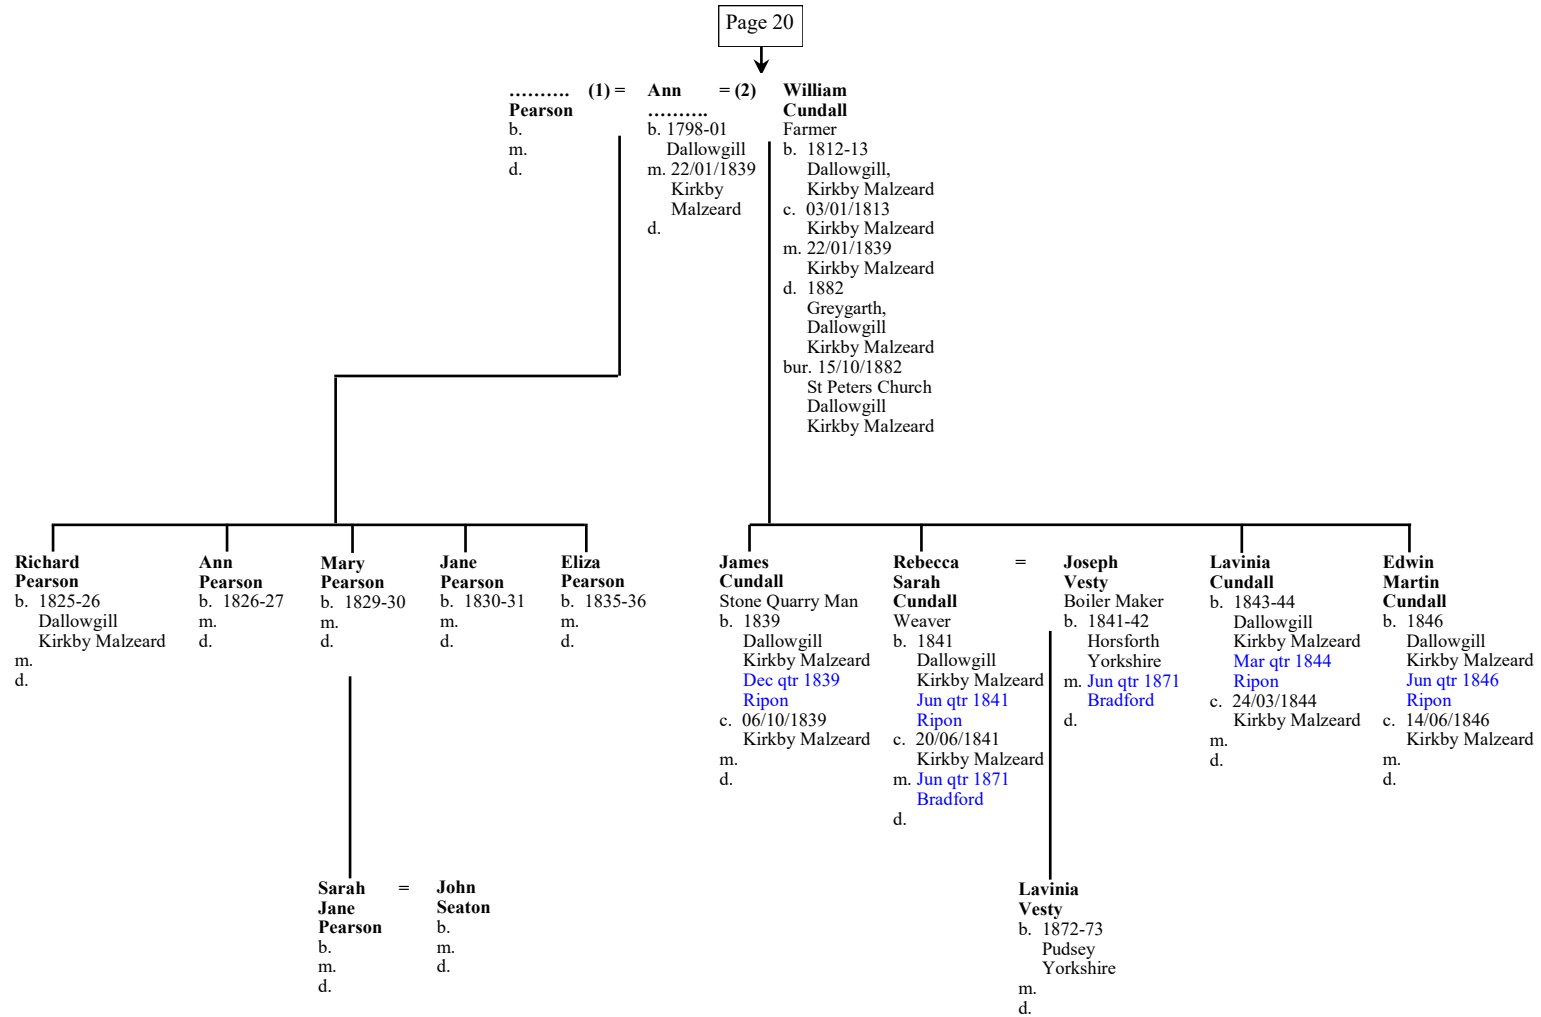 Page 20
.......... (1) =
Pearson
b.
m.
d.
Ann = (2)
..........
b. 1798-01
Dallowgill
m. 22/01/1839
Kirkby
Malzeard
d.
William
Cundall
Farmer
b. 1812-13
Dallowgill,
Kirkby Malzeard
c. 03/01/1813
Kirkby Malzeard
m. 22/01/1839
Kirkby Malzeard
d. 1882
Greygarth,
Dallowgill
Kirkby Malzeard
bur. 15/10/1882
St Peters Church
Dallowgill
Kirkby Malzeard
Richard
Pearson
b. 1825-26
Dallowgill
Kirkby Malzeard
m.
d.
Ann
Pearson
b. 1826-27
m.
d.
Mary
Pearson
b. 1829-30
m.
d.
Jane
Pearson
b. 1830-31
m.
d.
Eliza
Pearson
b. 1835-36
m.
d.
James
Cundall
Stone Quarry Man
b. 1839
Dallowgill
Kirkby Malzeard
Dec qtr 1839
Ripon
c. 06/10/1839
Kirkby Malzeard
m.
d.
Rebecca =
Sarah
Cundall
Weaver
b. 1841
Dallowgill
Kirkby Malzeard
Jun qtr 1841
Ripon
c. 20/06/1841
Kirkby Malzeard
m. Jun qtr 1871
Bradford
d.
Joseph
Vesty
Boiler Maker
b. 1841-42
Horsforth
Yorkshire
m. Jun qtr 1871
Bradford
d.
Lavinia
Cundall
b. 1843-44
Dallowgill
Kirkby Malzeard
Mar qtr 1844
Ripon
c. 24/03/1844
Kirkby Malzeard
m.
d.
Edwin
Martin
Cundall
b. 1846
Dallowgill
Kirkby Malzeard
Jun qtr 1846
Ripon
c. 14/06/1846
Kirkby Malzeard
m.
d.
Sarah =
Jane
Pearson
b.
m.
d.
John
Seaton
b.
m.
d.
Lavinia
Vesty
b. 1872-73
Pudsey
Yorkshire
m.
d.